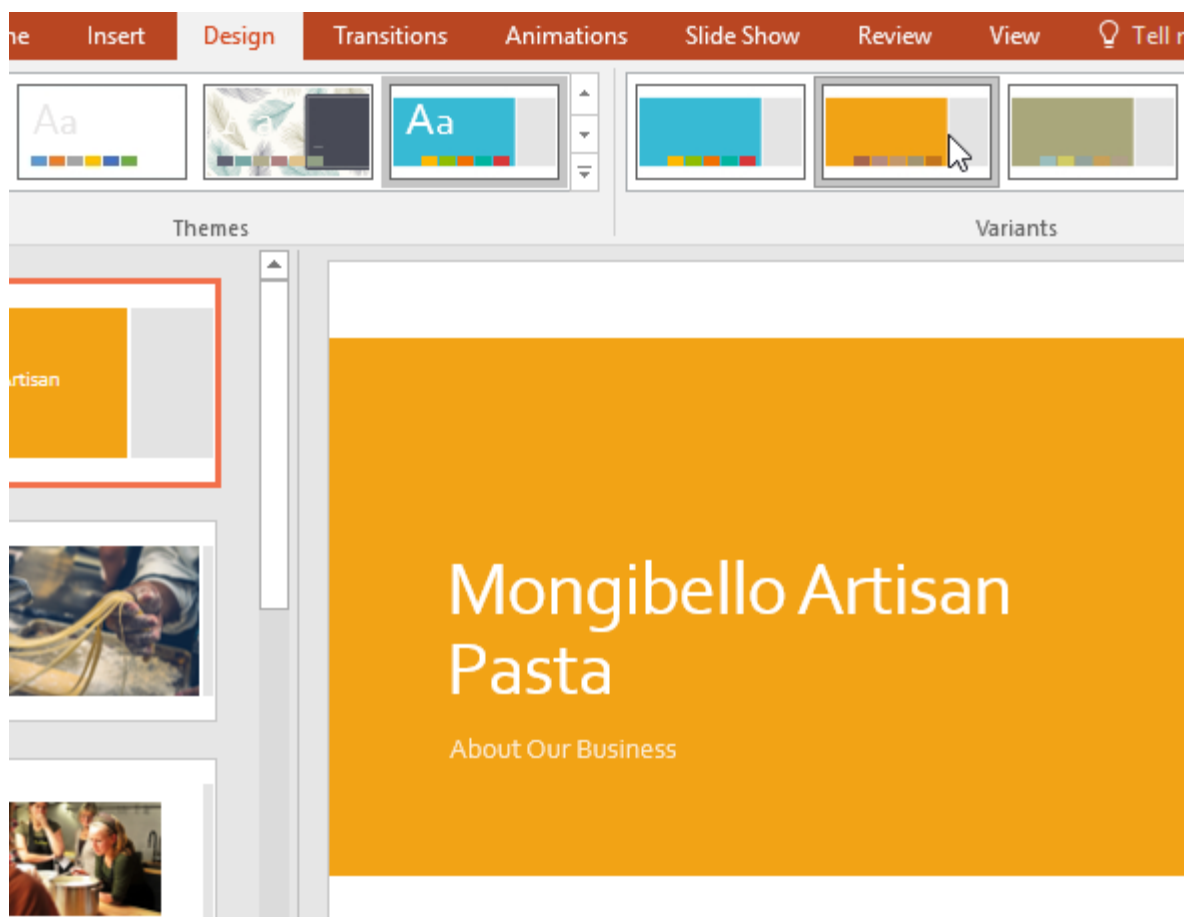 ne Insert Design Transitions Animations Slide Show Review View Tell
Aa Aa Aa
Themes Variants
rtisan
Mongibello Artisan
Pasta
About Our Business